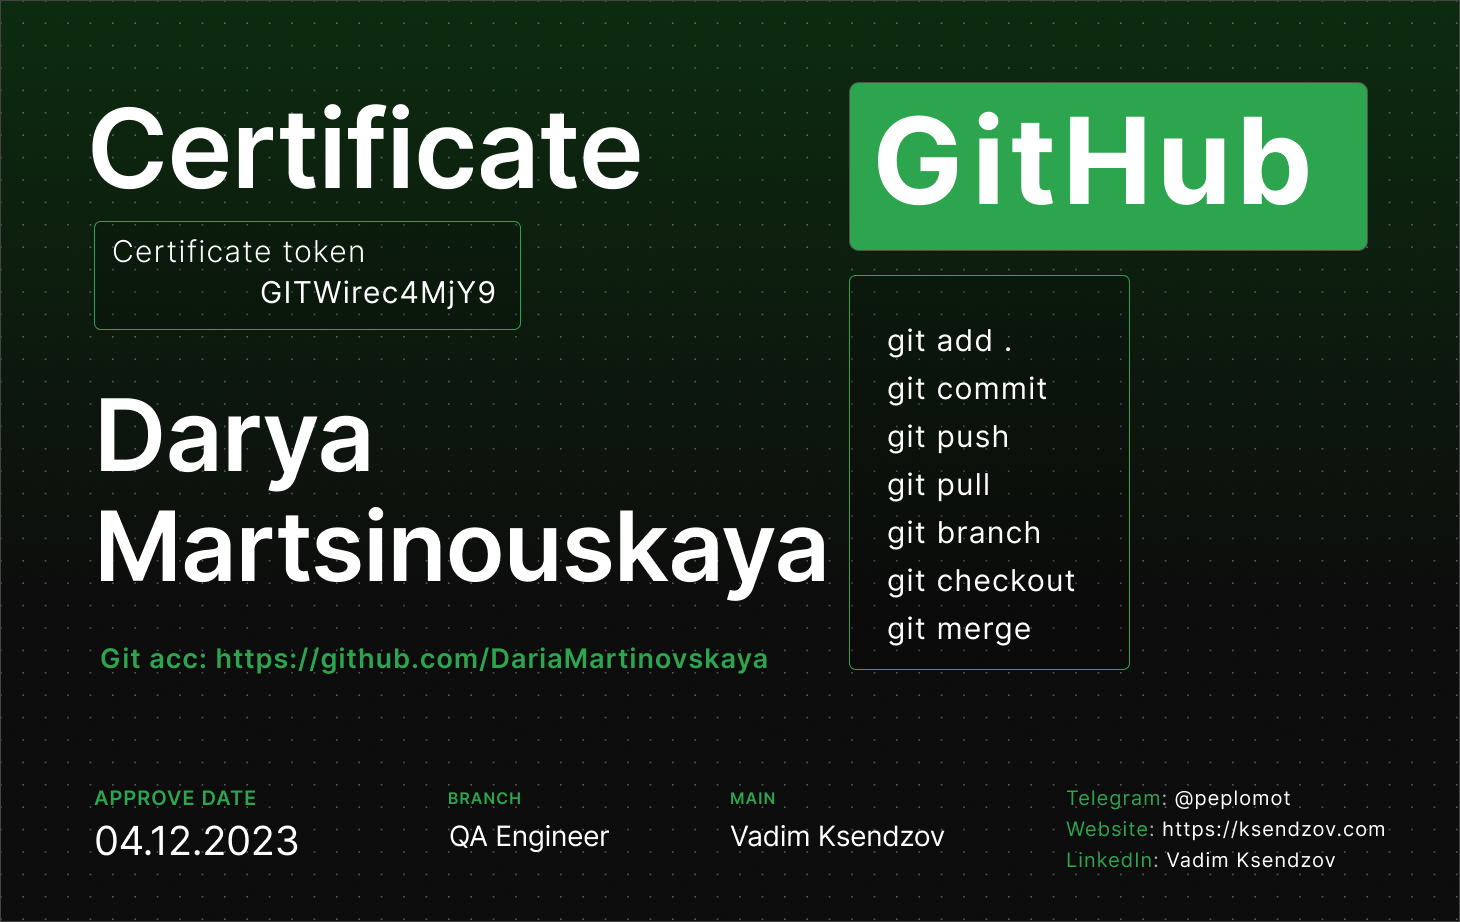 Certificate
GitHub
Certificate token
GITWirec4MjY9
git add .
git commit
git push
git pull
git branch
git checkout
git merge
Darya
Martsinouskaya
Git acc: https://github.com/DariaMartinovskaya
APPROVE DATE
04.12.2023
BRANCH
QA Engineer
MAIN
Vadim Ksendzov
Telegram: @peplomot
Website: https://ksendzov.com
LinkedIn: Vadim Ksendzov